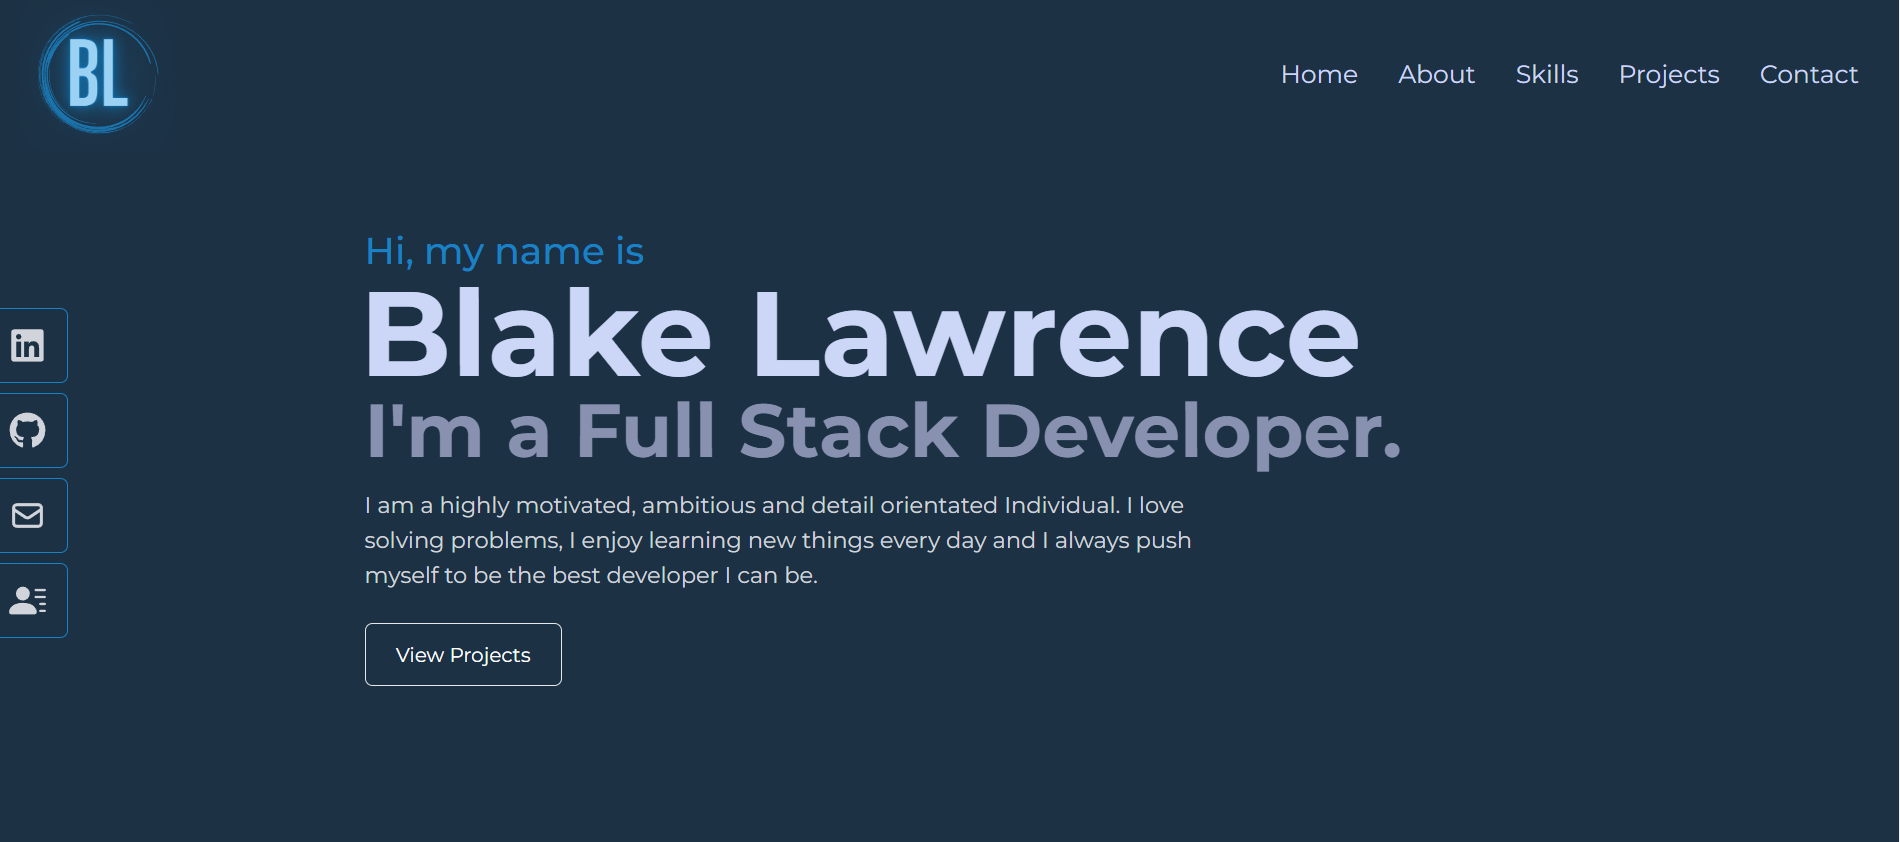 BL
Home About Skills Projects Contact
Hi, my name is
Blake Lawrence
I'm a Full Stack Developer.
I am a highly motivated, ambitious and detail orientated Individual. I love
solving problems, I enjoy learning new things every day and I always push
myself to be the best developer I can be.
in
View Projects